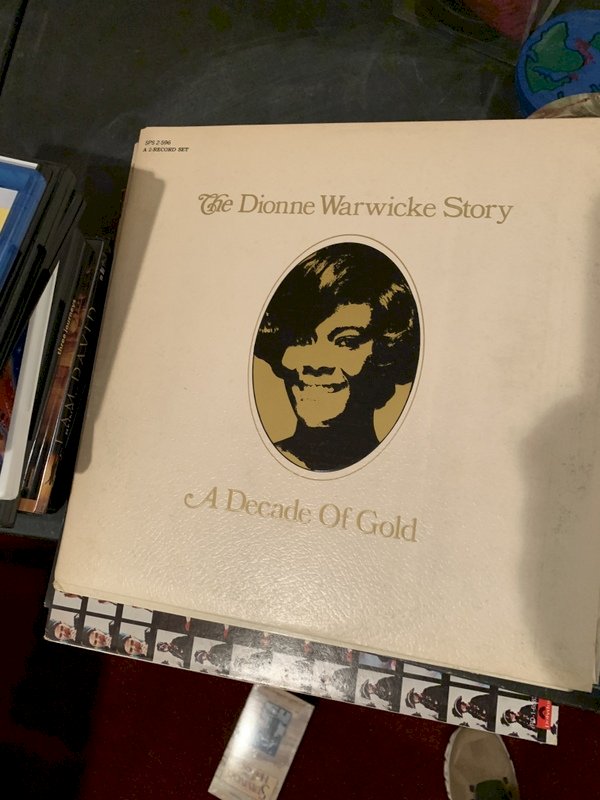 SPS 2-596
A 2-RECORD SET
The Dionne Warwicke Story
A Decade Of Gold